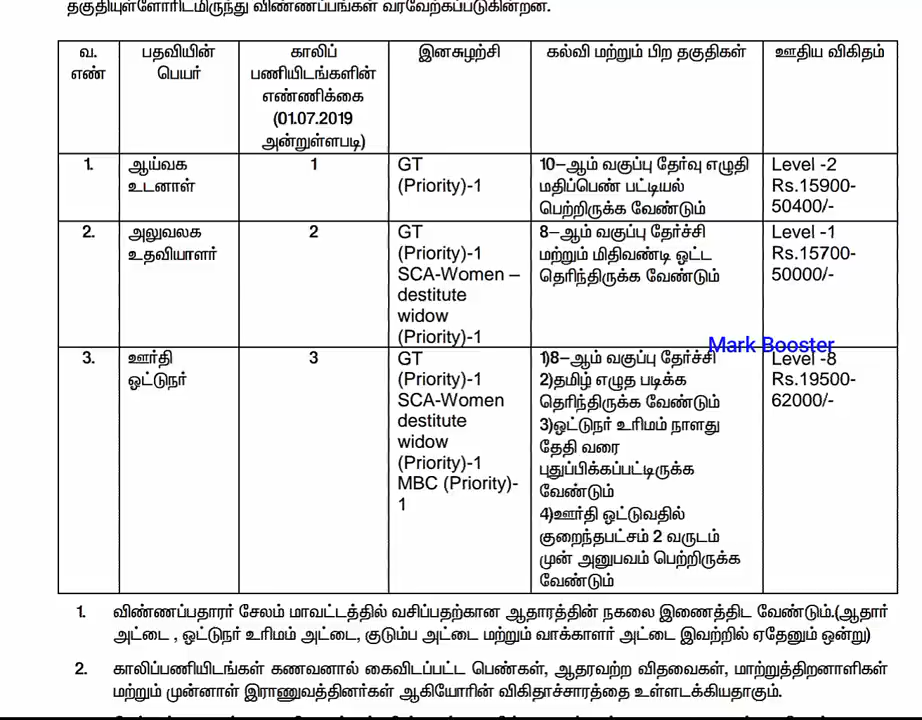 தகுதியுள்ளோரிடமிருந்து விண்ணப்பங்கள் வரவேற்கப்படுகின்றன.
வ. எண்
பதவியின் பெயர்
காலிப் பணியிடங்களின் எண்ணிக்கை (01.07.2019 அன்றுள்ளபடி)
இனசுழற்சி
கல்வி மற்றும் பிற தகுதிகள்
ஊதிய விகிதம்
1.
ஆய்வக
உடனாள்
1
GT
(Priority)-1
10–ஆம் வகுப்பு தேர்வு எழுதி
மதிப்பெண் பட்டியல்
பெற்றிருக்க வேண்டும்
Level -2
Rs.15900-
50400/-
2.
அலுவலக
உதவியாளர்
2
GT
(Priority)-1
SCA-Women –
destitute
widow
(Priority)-1
8–ஆம் வகுப்பு தேர்ச்சி
மற்றும் மிதிவண்டி ஓட்ட
தெரிந்திருக்க வேண்டும்
Level -1
Rs.15700-
50000/-
Mark Booster
3.
ஊர்தி
ஓட்டுநர்
3
GT
(Priority)-1
SCA-Women
destitute
widow
(Priority)-1
MBC (Priority)-
1
1)8–ஆம் வகுப்பு தேர்ச்சி
2)தமிழ் எழுத படிக்க
தெரிந்திருக்க வேண்டும்
3)ஓட்டுநர் உரிமம் நாளது
தேதி வரை
புதுப்பிக்கப்பட்டிருக்க
வேண்டும்
4)ஊர்தி ஓட்டுவதில்
குறைந்தபட்சம் 2 வருடம்
முன் அனுபவம் பெற்றிருக்க
வேண்டும்
Level -8
Rs.19500-
62000/-
1. விண்ணப்பதாரர் சேலம் மாவட்டத்தில் வசிப்பதற்கான ஆதாரத்தின் நகலை இணைத்திட வேண்டும்.(ஆதார்
அட்டை , ஓட்டுநர் உரிமம் அட்டை, குடும்ப அட்டை மற்றும் வாக்காளர் அட்டை இவற்றில் ஏதேனும் ஒன்று)
2. காலிப்பணியிடங்கள் கணவனால் கைவிடப்பட்ட பெண்கள், ஆதரவற்ற விதவைகள், மாற்றுத்திறனாளிகள்
மற்றும் முன்னாள் இராணுவத்தினர்கள் ஆகியோரின் விகிதாச்சாரத்தை உள்ளடக்கியதாகும்.